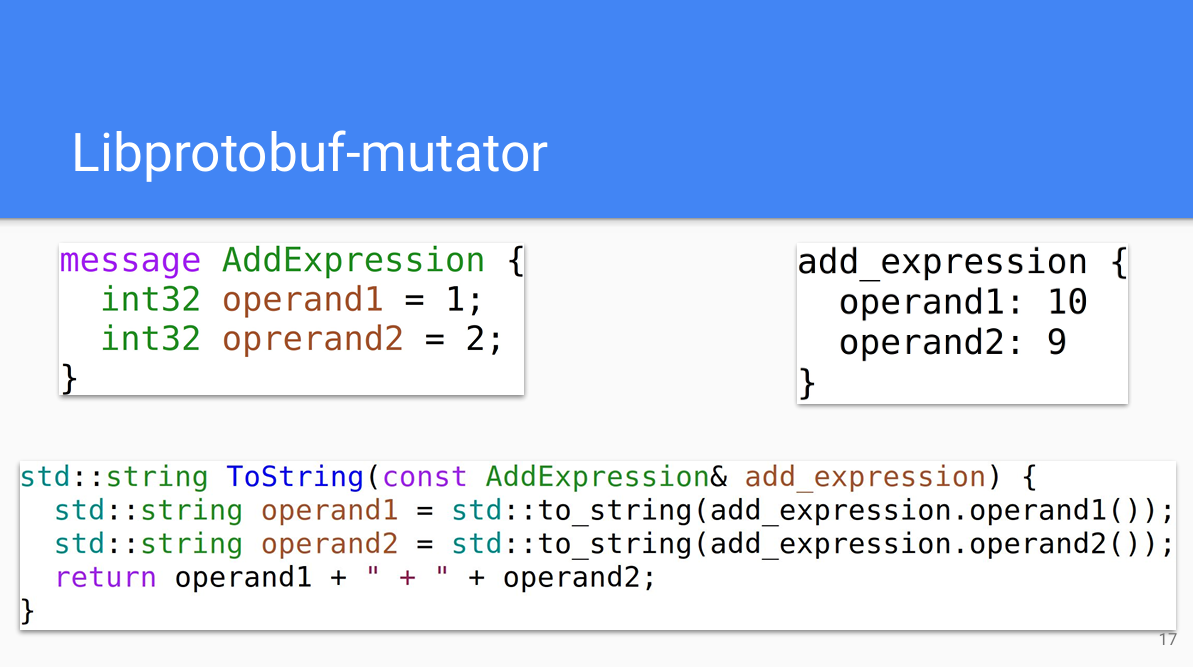 Libprotobuf-mutator
message AddExpression {
  int32 operand1 = 1;
  int32 oprerand2 = 2;
}
add_expression {
  operand1: 10
  operand2: 9
}
std::string ToString(const AddExpression& add_expression) {
  std::string operand1 = std::to_string(add_expression.operand1());
  std::string operand2 = std::to_string(add_expression.operand2());
  return operand1 + " + " + operand2;
}
17